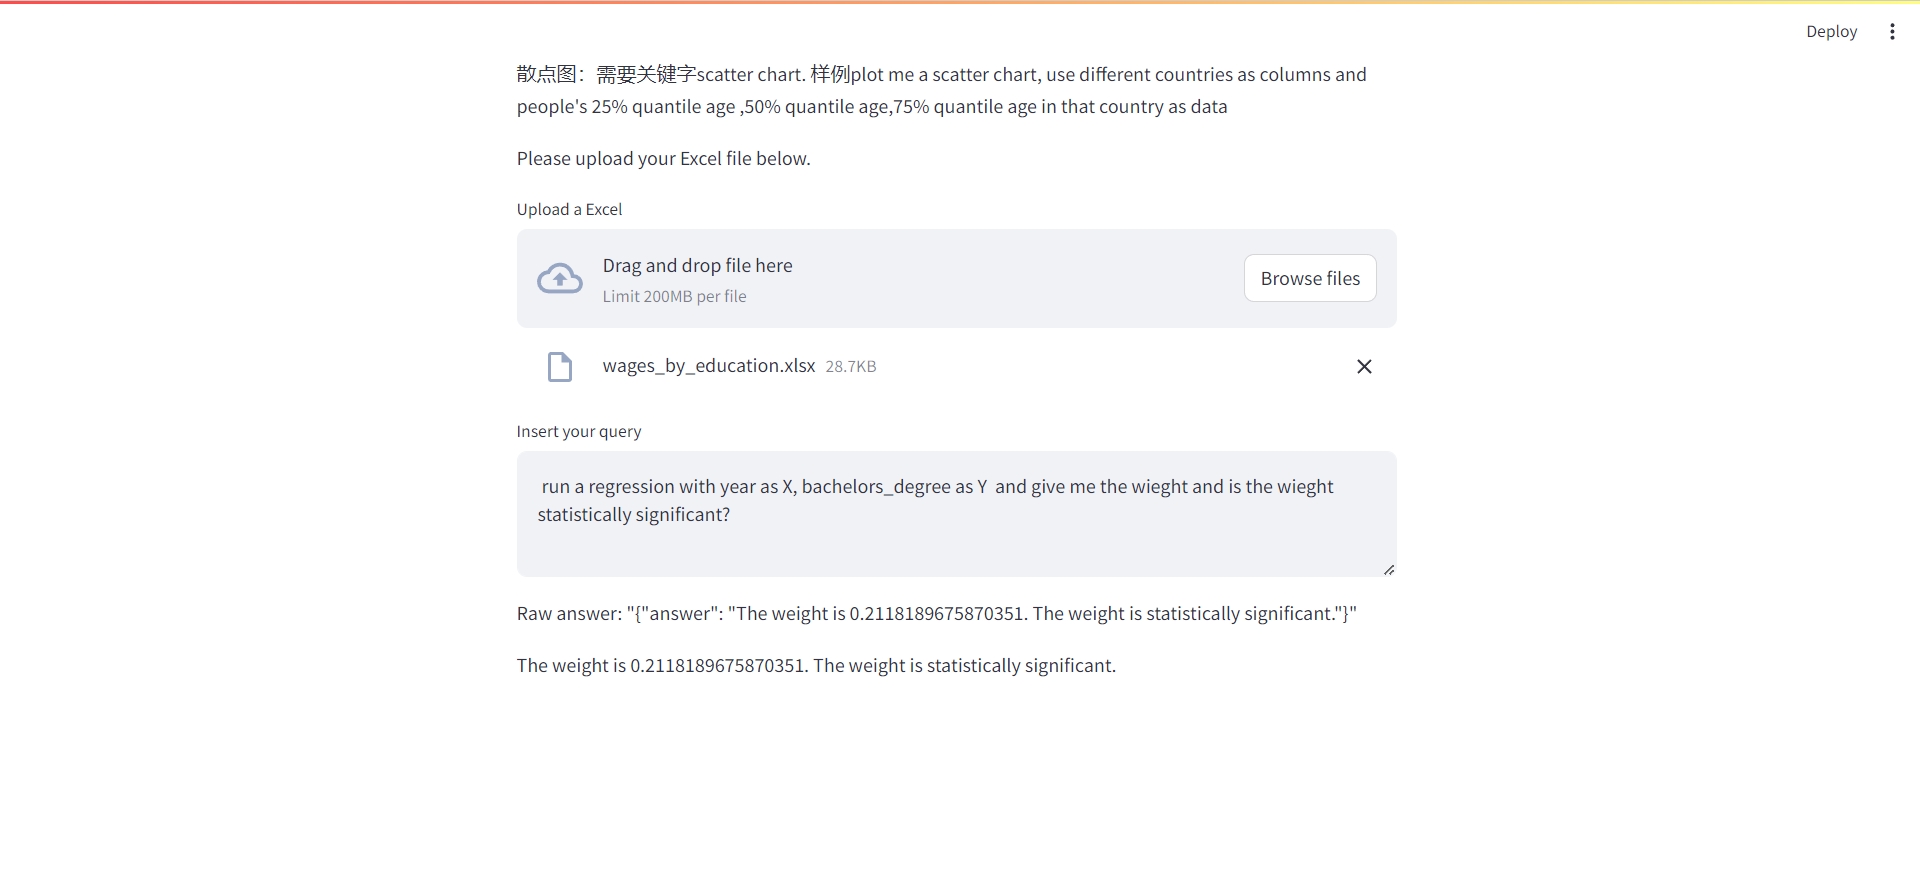 Deploy
散点图：需要关键字scatter chart. 样例plot me a scatter chart, use different countries as columns and
people's 25% quantile age ,50% quantile age,75% quantile age in that country as data
Please upload your Excel file below.
Upload a Excel
Drag and drop file here
Limit 200MB per file
Browse files
wages_by_education.xlsx 28.7KB
Insert your query
run a regression with year as X, bachelors_degree as Y  and give me the wieght and is the wieght
statistically significant?
Raw answer: "{"answer": "The weight is 0.2118189675870351. The weight is statistically significant."}"
The weight is 0.2118189675870351. The weight is statistically significant.